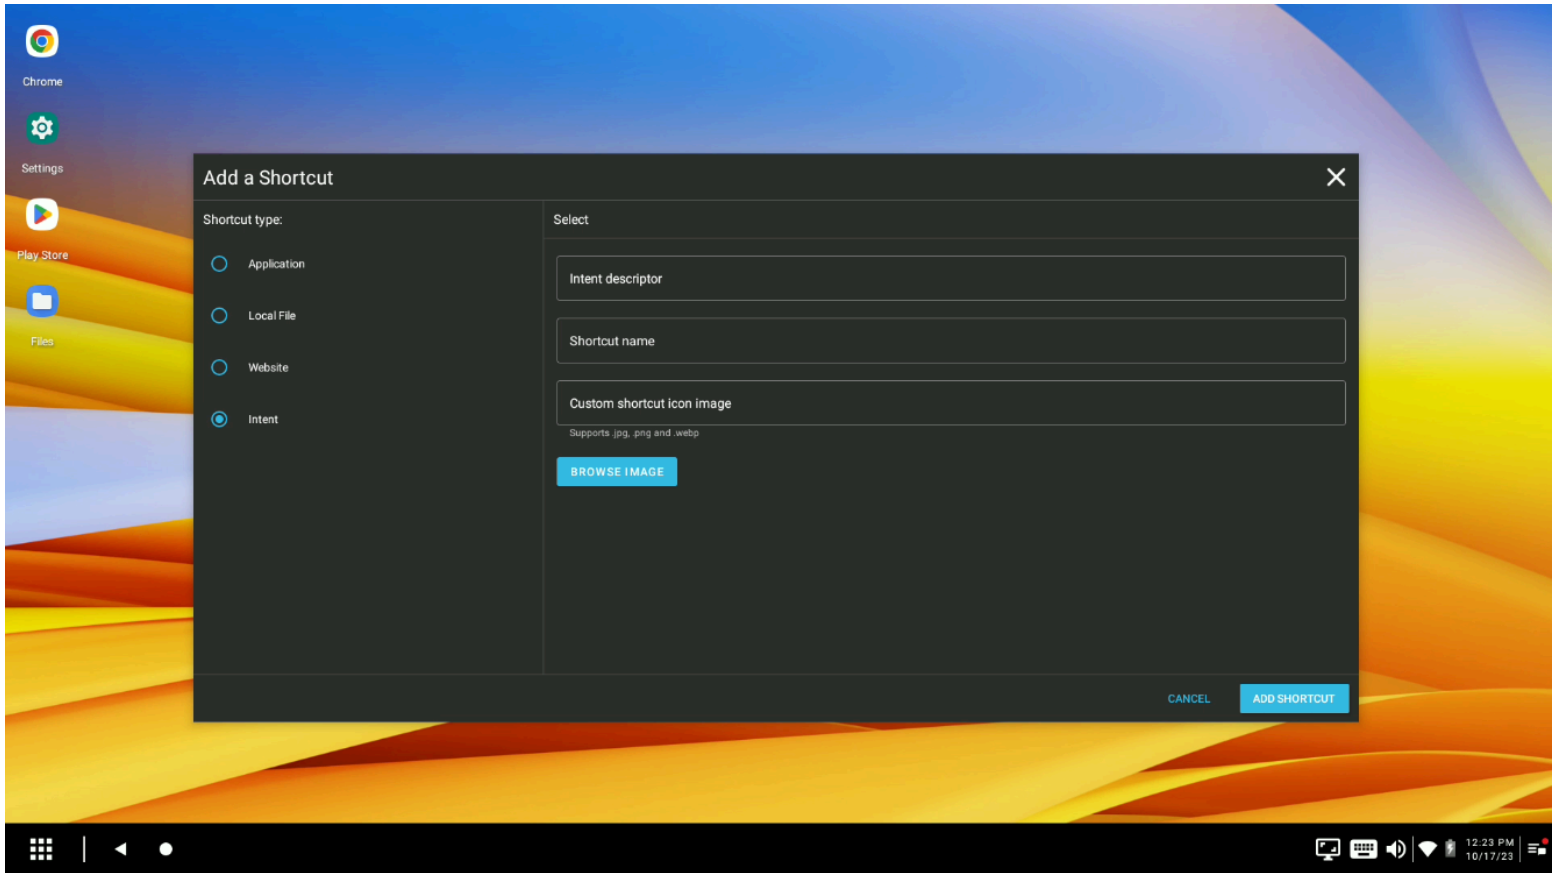 Chrome
Settings
Play Store
Files
Add a Shortcut
Shortcut type:
Application
Local File
Website
Intent
Select
Intent descriptor
Shortcut name
Custom shortcut icon image
Supports .jpg, .png and .webp
BROWSE IMAGE
CANCEL
ADD SHORTCUT
12:23 PM
10/17/23